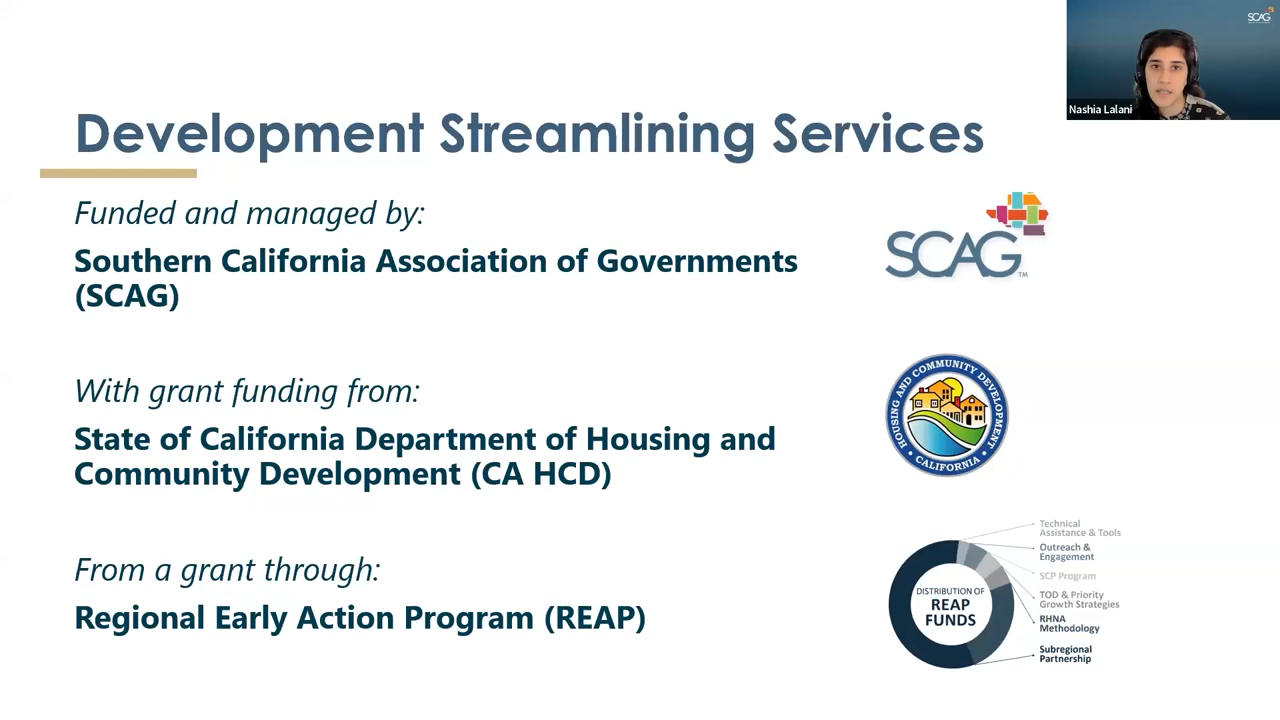 SCAG
Nashia Lalani
Development Streamlining Services
Funded and managed by:
Southern California Association of Governments
(SCAG)
SCAG™
With grant funding from:
State of California Department of Housing and
Community Development (CA HCD)
HOUSING AND COMMUNITY DEVELOPMENT
• CALIFORNIA •
From a grant through:
Regional Early Action Program (REAP)
DISTRIBUTION OF
REAP
FUNDS
Technical
Assistance & Tools
Outreach &
Engagement
SCP Program
TOD & Priority
Growth Strategies
RHNA
Methodology
Subregional
Partnership